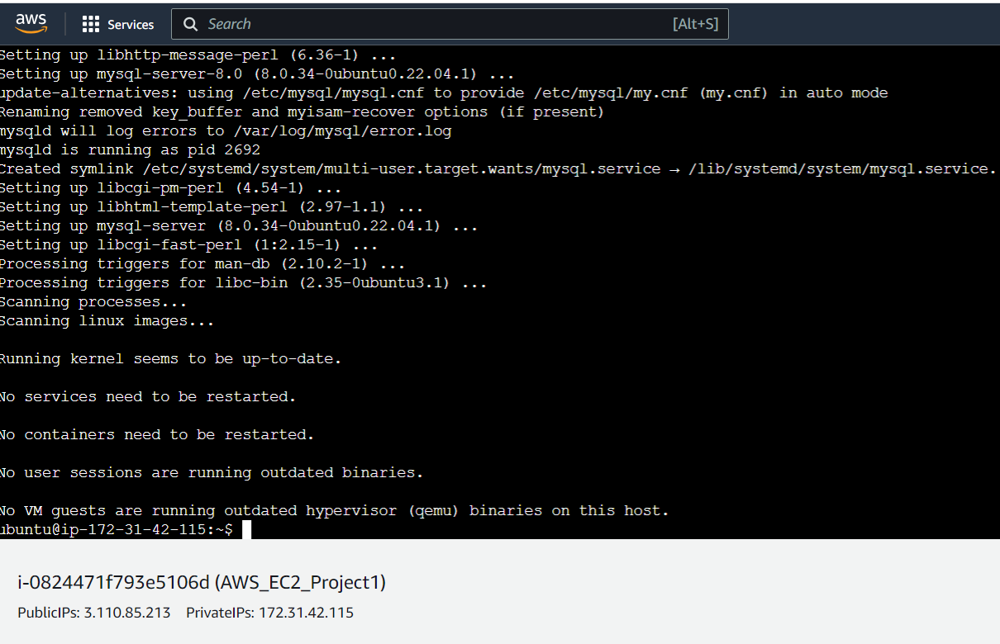 aws
Services
Search
[Alt+S]
Setting up libhttp-message-perl (6.36-1) ...
Setting up mysql-server-8.0 (8.0.34-0ubuntu0.22.04.1) ...
update-alternatives: using /etc/mysql/mysql.cnf to provide /etc/mysql/my.cnf (my.cnf) in auto mode
Renaming removed key_buffer and myisam-recover options (if present)
mysqld will log errors to /var/log/mysql/error.log
mysqld is running as pid 2692
Created symlink /etc/systemd/system/multi-user.target.wants/mysql.service → /lib/systemd/system/mysql.service.
Setting up libcgi-pm-perl (4.54-1) ...
Setting up libhtml-template-perl (2.97-1.1) ...
Setting up mysql-server (8.0.34-0ubuntu0.22.04.1) ...
Setting up libcgi-fast-perl (1:2.15-1) ...
Processing triggers for man-db (2.10.2-1) ...
Processing triggers for libc-bin (2.35-0ubuntu3.1) ...
Scanning processes...
Scanning linux images...
Running kernel seems to be up-to-date.
No services need to be restarted.
No containers need to be restarted.
No user sessions are running outdated binaries.
No VM guests are running outdated hypervisor (qemu) binaries on this host.
ubuntu@ip-172-31-42-115:~$
i-0824471f793e5106d (AWS_EC2_Project1)
PublicIPs: 3.110.85.213 PrivateIPs: 172.31.42.115